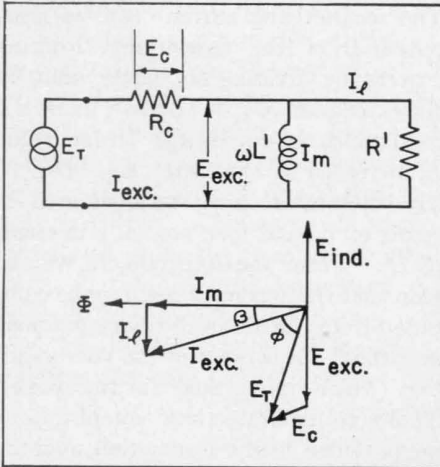 E_C
I_ℓ
R_C
E_T
E_exc.
ωL'
I_m
R'
I_exc.
E_ind.
Φ
I_m
β
I_ℓ
ϕ
I_exc.
E_exc.
E_T
E_C